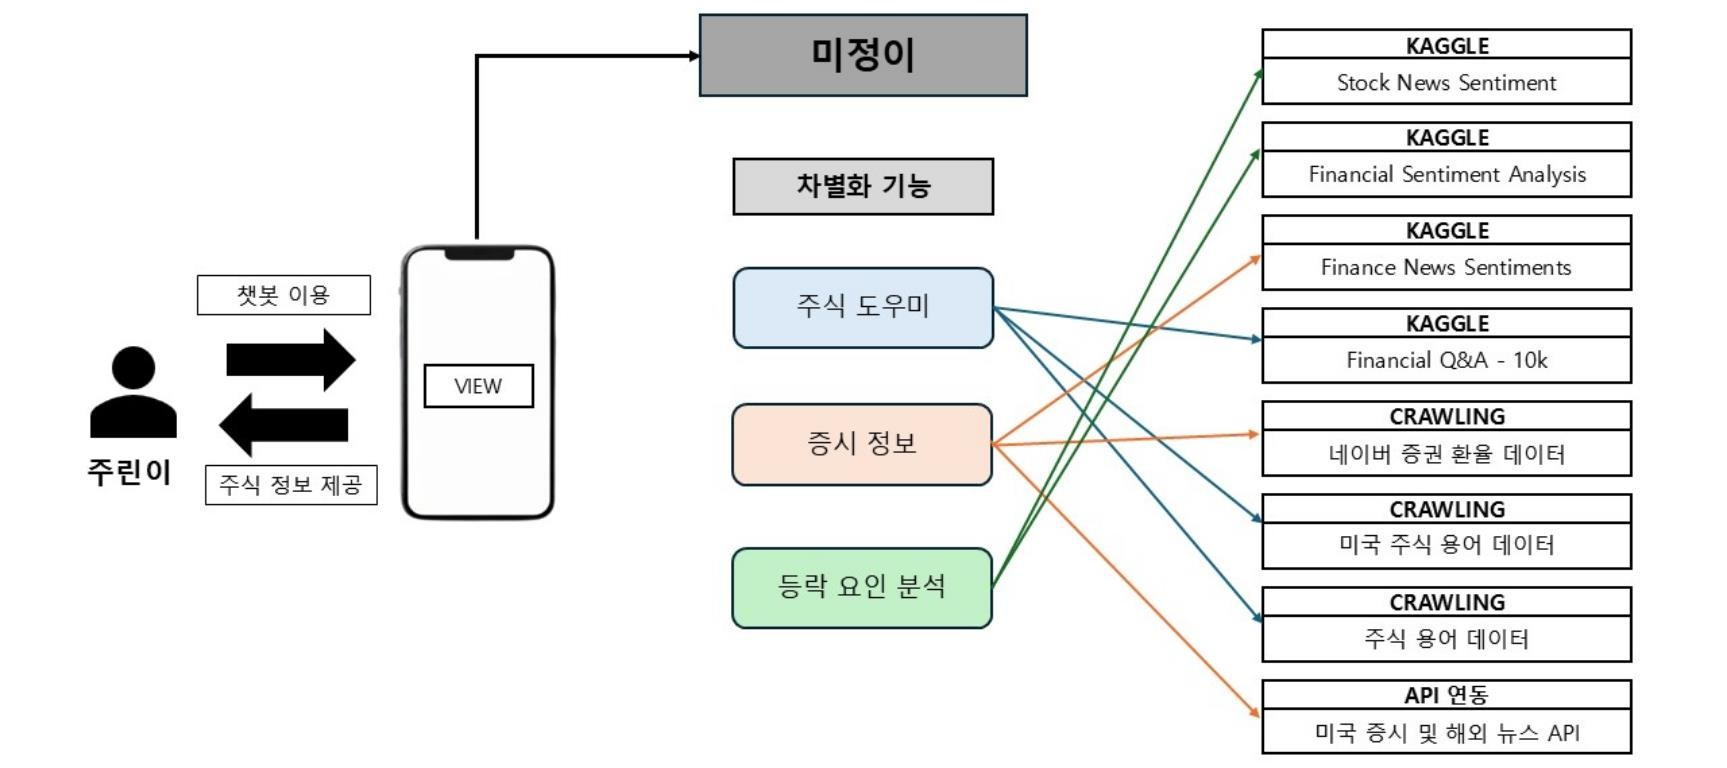 미정이
차별화 기능
챗봇 이용
VIEW
주린이
주식 정보 제공
주식 도우미
증시 정보
등락 요인 분석
KAGGLE
Stock News Sentiment
KAGGLE
Financial Sentiment Analysis
KAGGLE
Finance News Sentiments
KAGGLE
Financial Q&A - 10k
CRAWLING
네이버 증권 환율 데이터
CRAWLING
미국 주식 용어 데이터
CRAWLING
주식 용어 데이터
API 연동
미국 증시 및 해외 뉴스 API